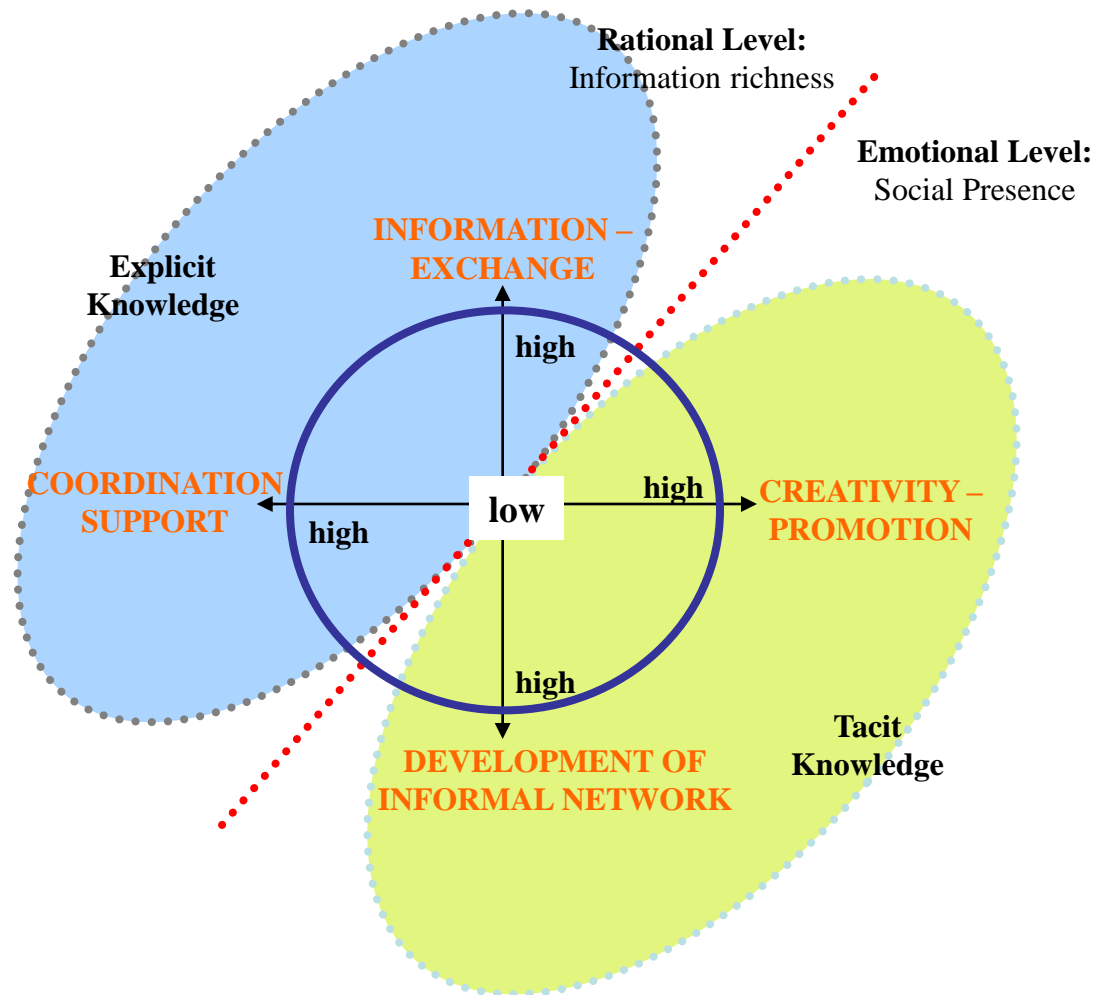 Rational Level:
Information richness
Emotional Level:
Social Presence
INFORMATION –
EXCHANGE
Explicit
Knowledge
high
COORDINATION
SUPPORT
high
low
high
CREATIVITY –
PROMOTION
high
DEVELOPMENT OF
INFORMAL NETWORK
Tacit
Knowledge